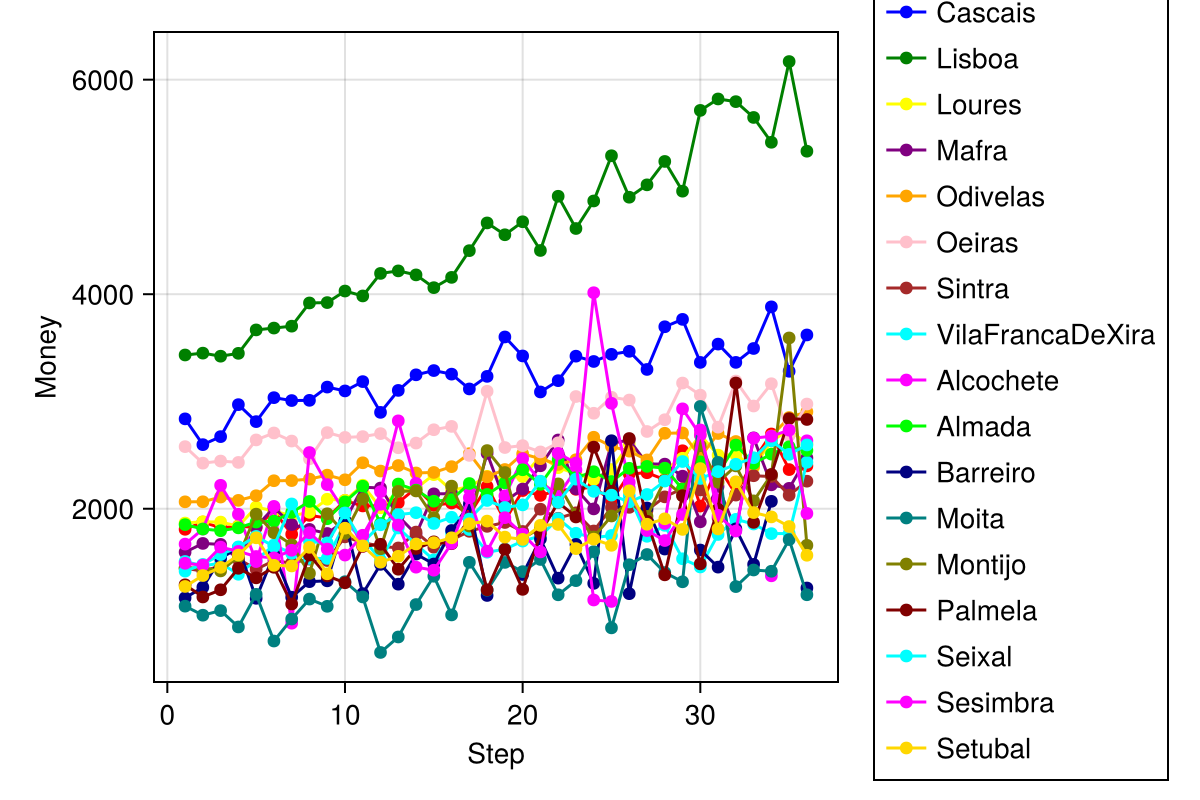 6000
4000
2000
Money
0
10
20
30
Step
Cascais
Lisboa
Loures
Mafra
Odivelas
Oeiras
Sintra
VilaFrancaDeXira
Alcochete
Almada
Barreiro
Moita
Montijo
Palmela
Seixal
Sesimbra
Setubal